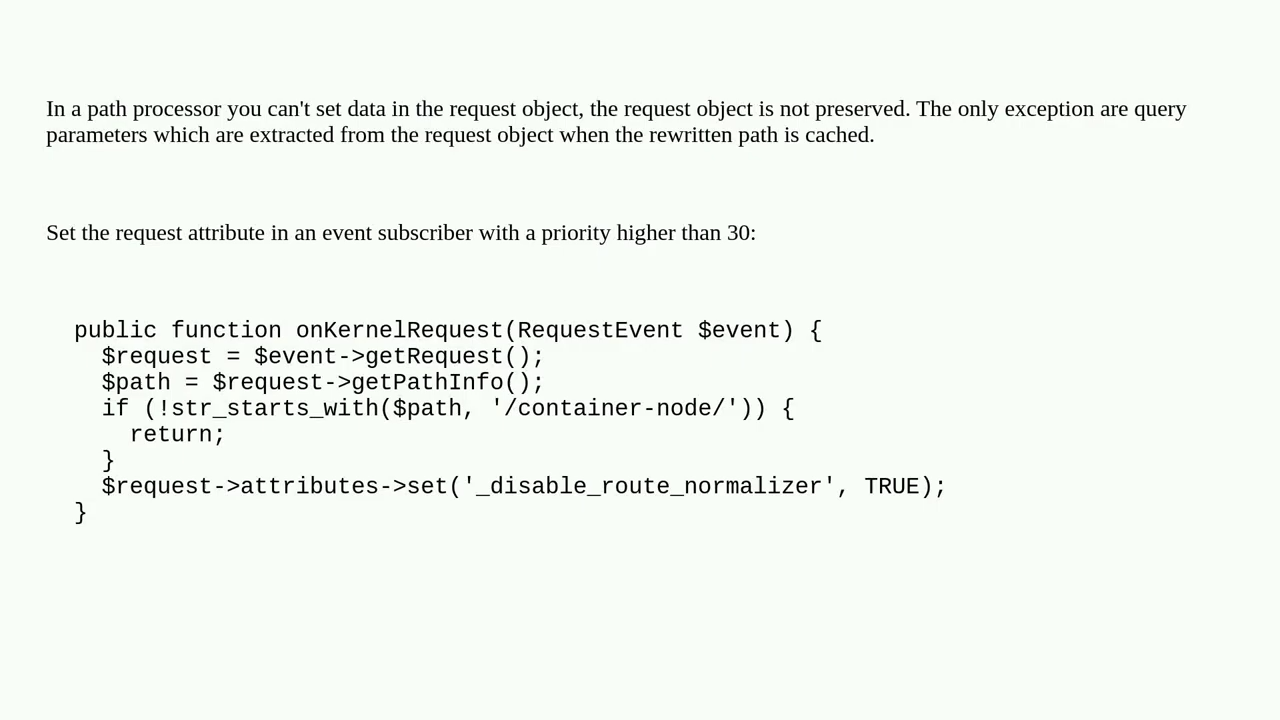 In a path processor you can't set data in the request object, the request object is not preserved. The only exception are query
parameters which are extracted from the request object when the rewritten path is cached.
Set the request attribute in an event subscriber with a priority higher than 30:
public function onKernelRequest(RequestEvent $event) {
  $request = $event->getRequest();
  $path = $request->getPathInfo();
  if (!str_starts_with($path, '/container-node/')) {
    return;
  }
  $request->attributes->set('_disable_route_normalizer', TRUE);
}